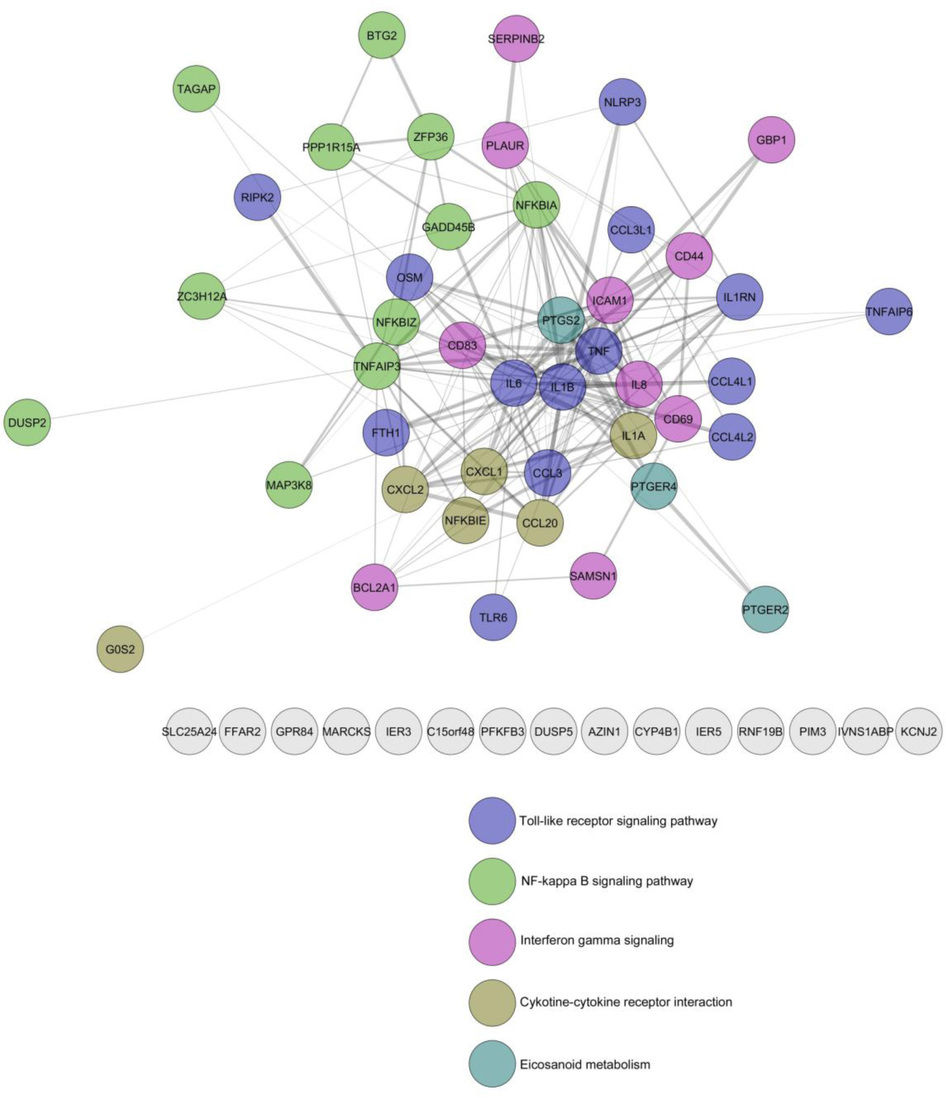 BTG2
SERPINB2
TAGAP
NLRP3
PPP1R15A
ZFP36
PLAUR
GBP1
RIPK2
NFKBIA
GADD45B
CCL3L1
CD44
OSM
ZC3H12A
ICAM1
IL1RN
TNFAIP6
NFKBIZ
PTGS2
CD83
TNF
TNFAIP3
IL6
IL1B
IL8
CCL4L1
DUSP2
FTH1
IL1A
CD69
CCL4L2
MAP3K8
CXCL2
CXCL1
CCL3
PTGER4
NFKBIE
CCL20
BCL2A1
SAMSN1
TLR6
PTGER2
G0S2
SLC25A24 FFAR2 GPR84 MARCKS IER3 C15orf48 PFKFB3 DUSP5 AZIN1 CYP4B1 IER5 RNF19B PIM3 IVNS1ABP KCNJ2
Toll-like receptor signaling pathway
NF-kappa B signaling pathway
Interferon gamma signaling
Cykotine-cytokine receptor interaction
Eicosanoid metabolism